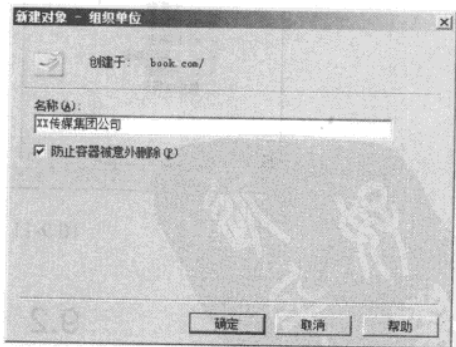 新建对象 - 组织单位
创建于: book.com/
名称(A):
XX传媒集团公司
防止容器被意外删除(P)
确定 取消 帮助